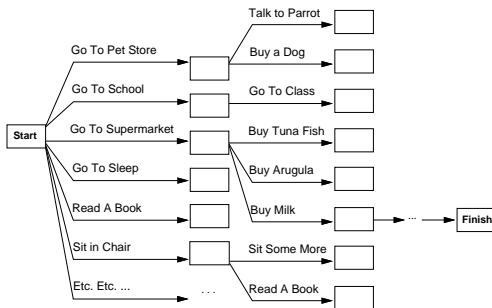 Talk to Parrot
Go To Pet Store
Buy a Dog
Go To School
Go To Class
Go To Supermarket
Buy Tuna Fish
Start
Go To Sleep
Buy Arugula
Read A Book
Buy Milk
...
Finish
Sit in Chair
Sit Some More
Etc. Etc. ...
. . .
Read A Book